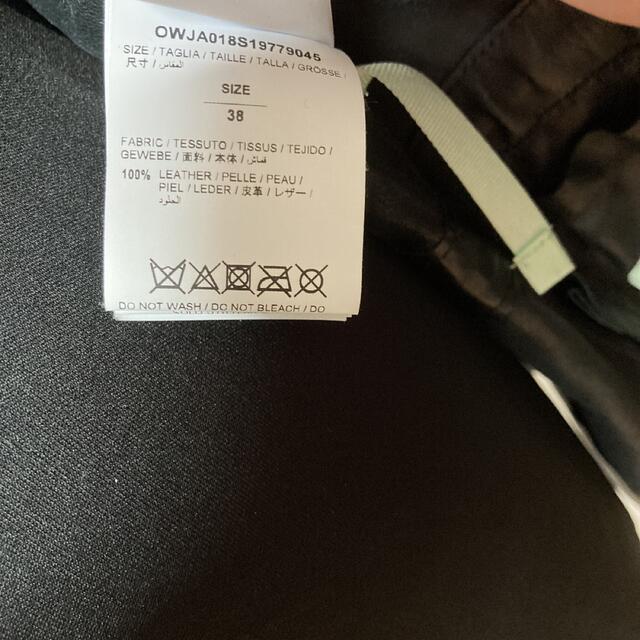 OWJA018S19779045
SIZE / TAGLIA / TAILLE / TALLA / GRÖSSE /
尺寸 / المقاس /
SIZE
38
FABRIC / TESSUTO / TISSUS / TEJIDO /
GEWEBE / 面料 / 本体 / قماش /
100% LEATHER / PELLE / PEAU /
PIEL / LEDER / 皮革 / レザー /
الجلود
DO NOT WASH / DO NOT BLEACH / DO